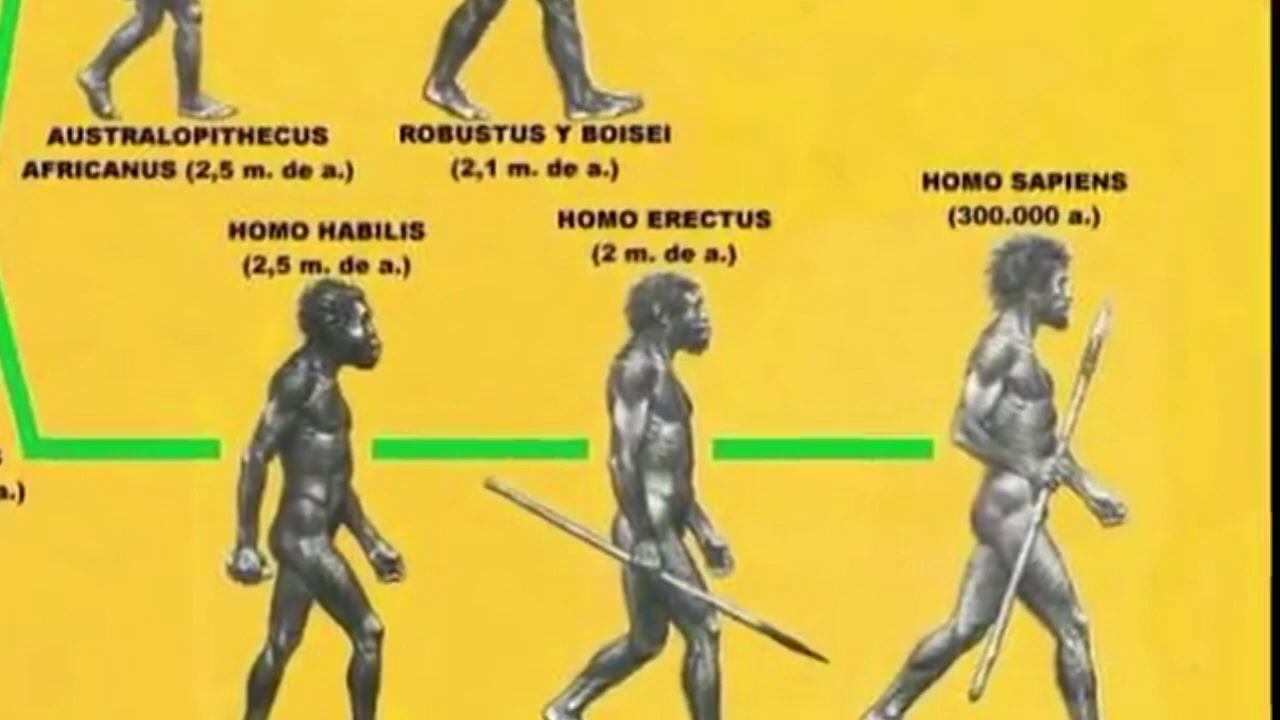 AUSTRALOPITHECUS
AFRICANUS (2,5 m. de a.)
ROBUSTUS Y BOISEI
(2,1 m. de a.)
HOMO SAPIENS
(300.000 a.)
HOMO ERECTUS
(2 m. de a.)
HOMO HABILIS
(2,5 m. de a.)
a.)